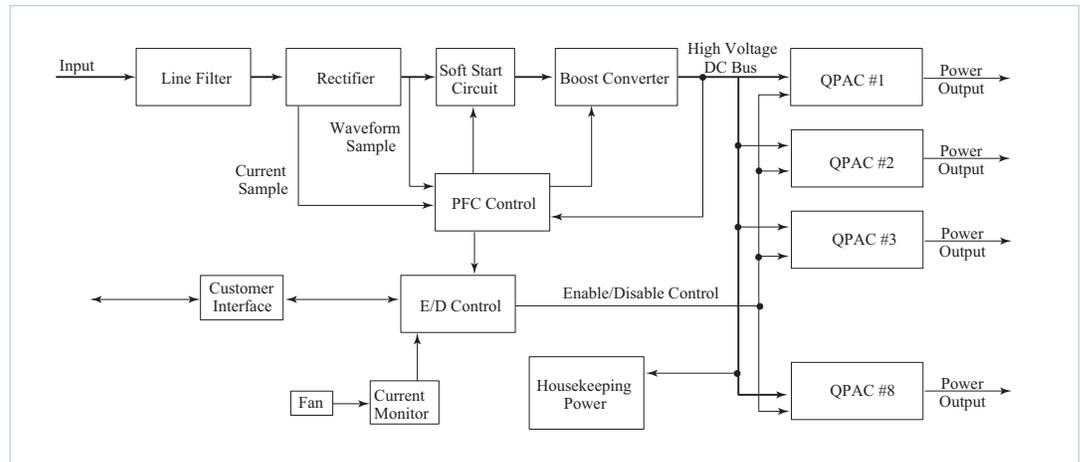 Input
Line Filter
Rectifier
Soft Start
Circuit
Boost Converter
High Voltage
DC Bus
QPAC #1
Power
Output
Waveform
Sample
Current
Sample
PFC Control
QPAC #2
Power
Output
QPAC #3
Power
Output
Customer
Interface
E/D Control
Enable/Disable Control
Fan
Current
Monitor
Housekeeping
Power
QPAC #8
Power
Output